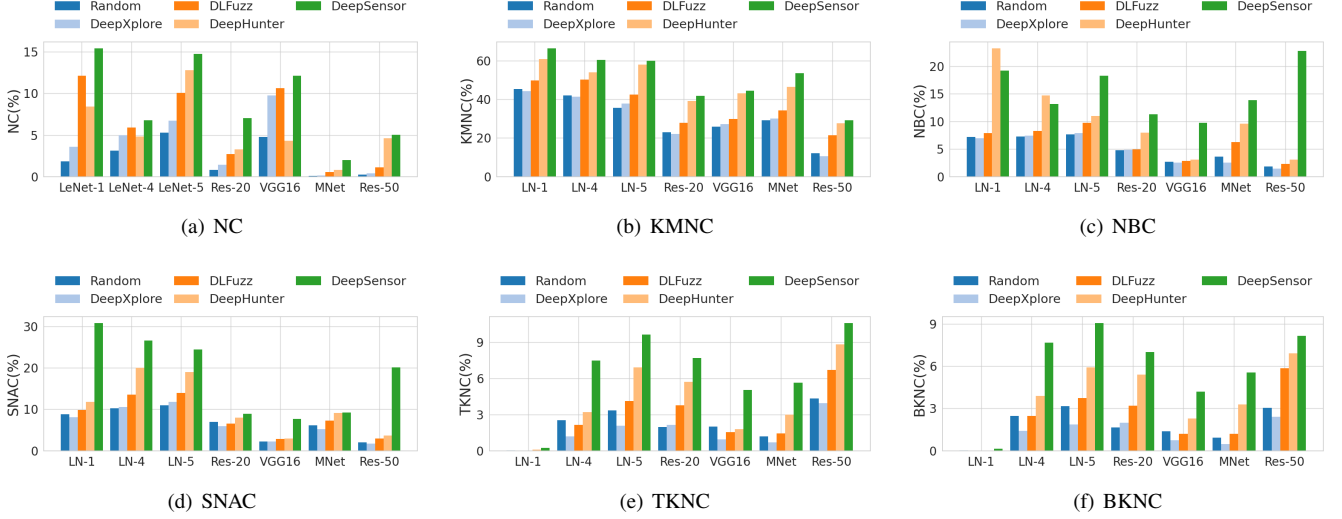 Random DLFuzz DeepSensor
DeepXplore DeepHunter
NC(%)
15
10
5
0
LeNet-1 LeNet-4 LeNet-5 Res-20 VGG16 MNet Res-50
(a) NC
Random DLFuzz DeepSensor
DeepXplore DeepHunter
KMNC(%)
60
40
20
0
LN-1 LN-4 LN-5 Res-20 VGG16 MNet Res-50
(b) KMNC
Random DLFuzz DeepSensor
DeepXplore DeepHunter
NBC(%)
20
15
10
5
0
LN-1 LN-4 LN-5 Res-20 VGG16 MNet Res-50
(c) NBC
Random DLFuzz DeepSensor
DeepXplore DeepHunter
SNAC(%)
30
20
10
0
LN-1 LN-4 LN-5 Res-20 VGG16 MNet Res-50
(d) SNAC
Random DLFuzz DeepSensor
DeepXplore DeepHunter
TKNC(%)
9
6
3
0
LN-1 LN-4 LN-5 Res-20 VGG16 MNet Res-50
(e) TKNC
Random DLFuzz DeepSensor
DeepXplore DeepHunter
BKNC(%)
9
6
3
0
LN-1 LN-4 LN-5 Res-20 VGG16 MNet Res-50
(f) BKNC